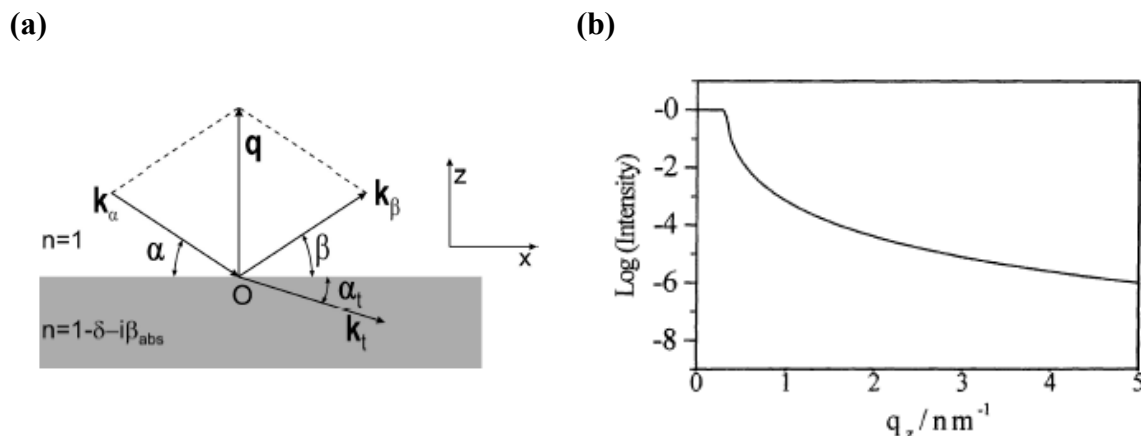 (a)
(b)
q
k_α
k_β
z
x
n=1
α
β
O
α_t
k_t
n=1-δ-iβ_abs
Log (Intensity)
-0
-2
-4
-6
-8
0 1 2 3 4 5
q_z / nm^-1